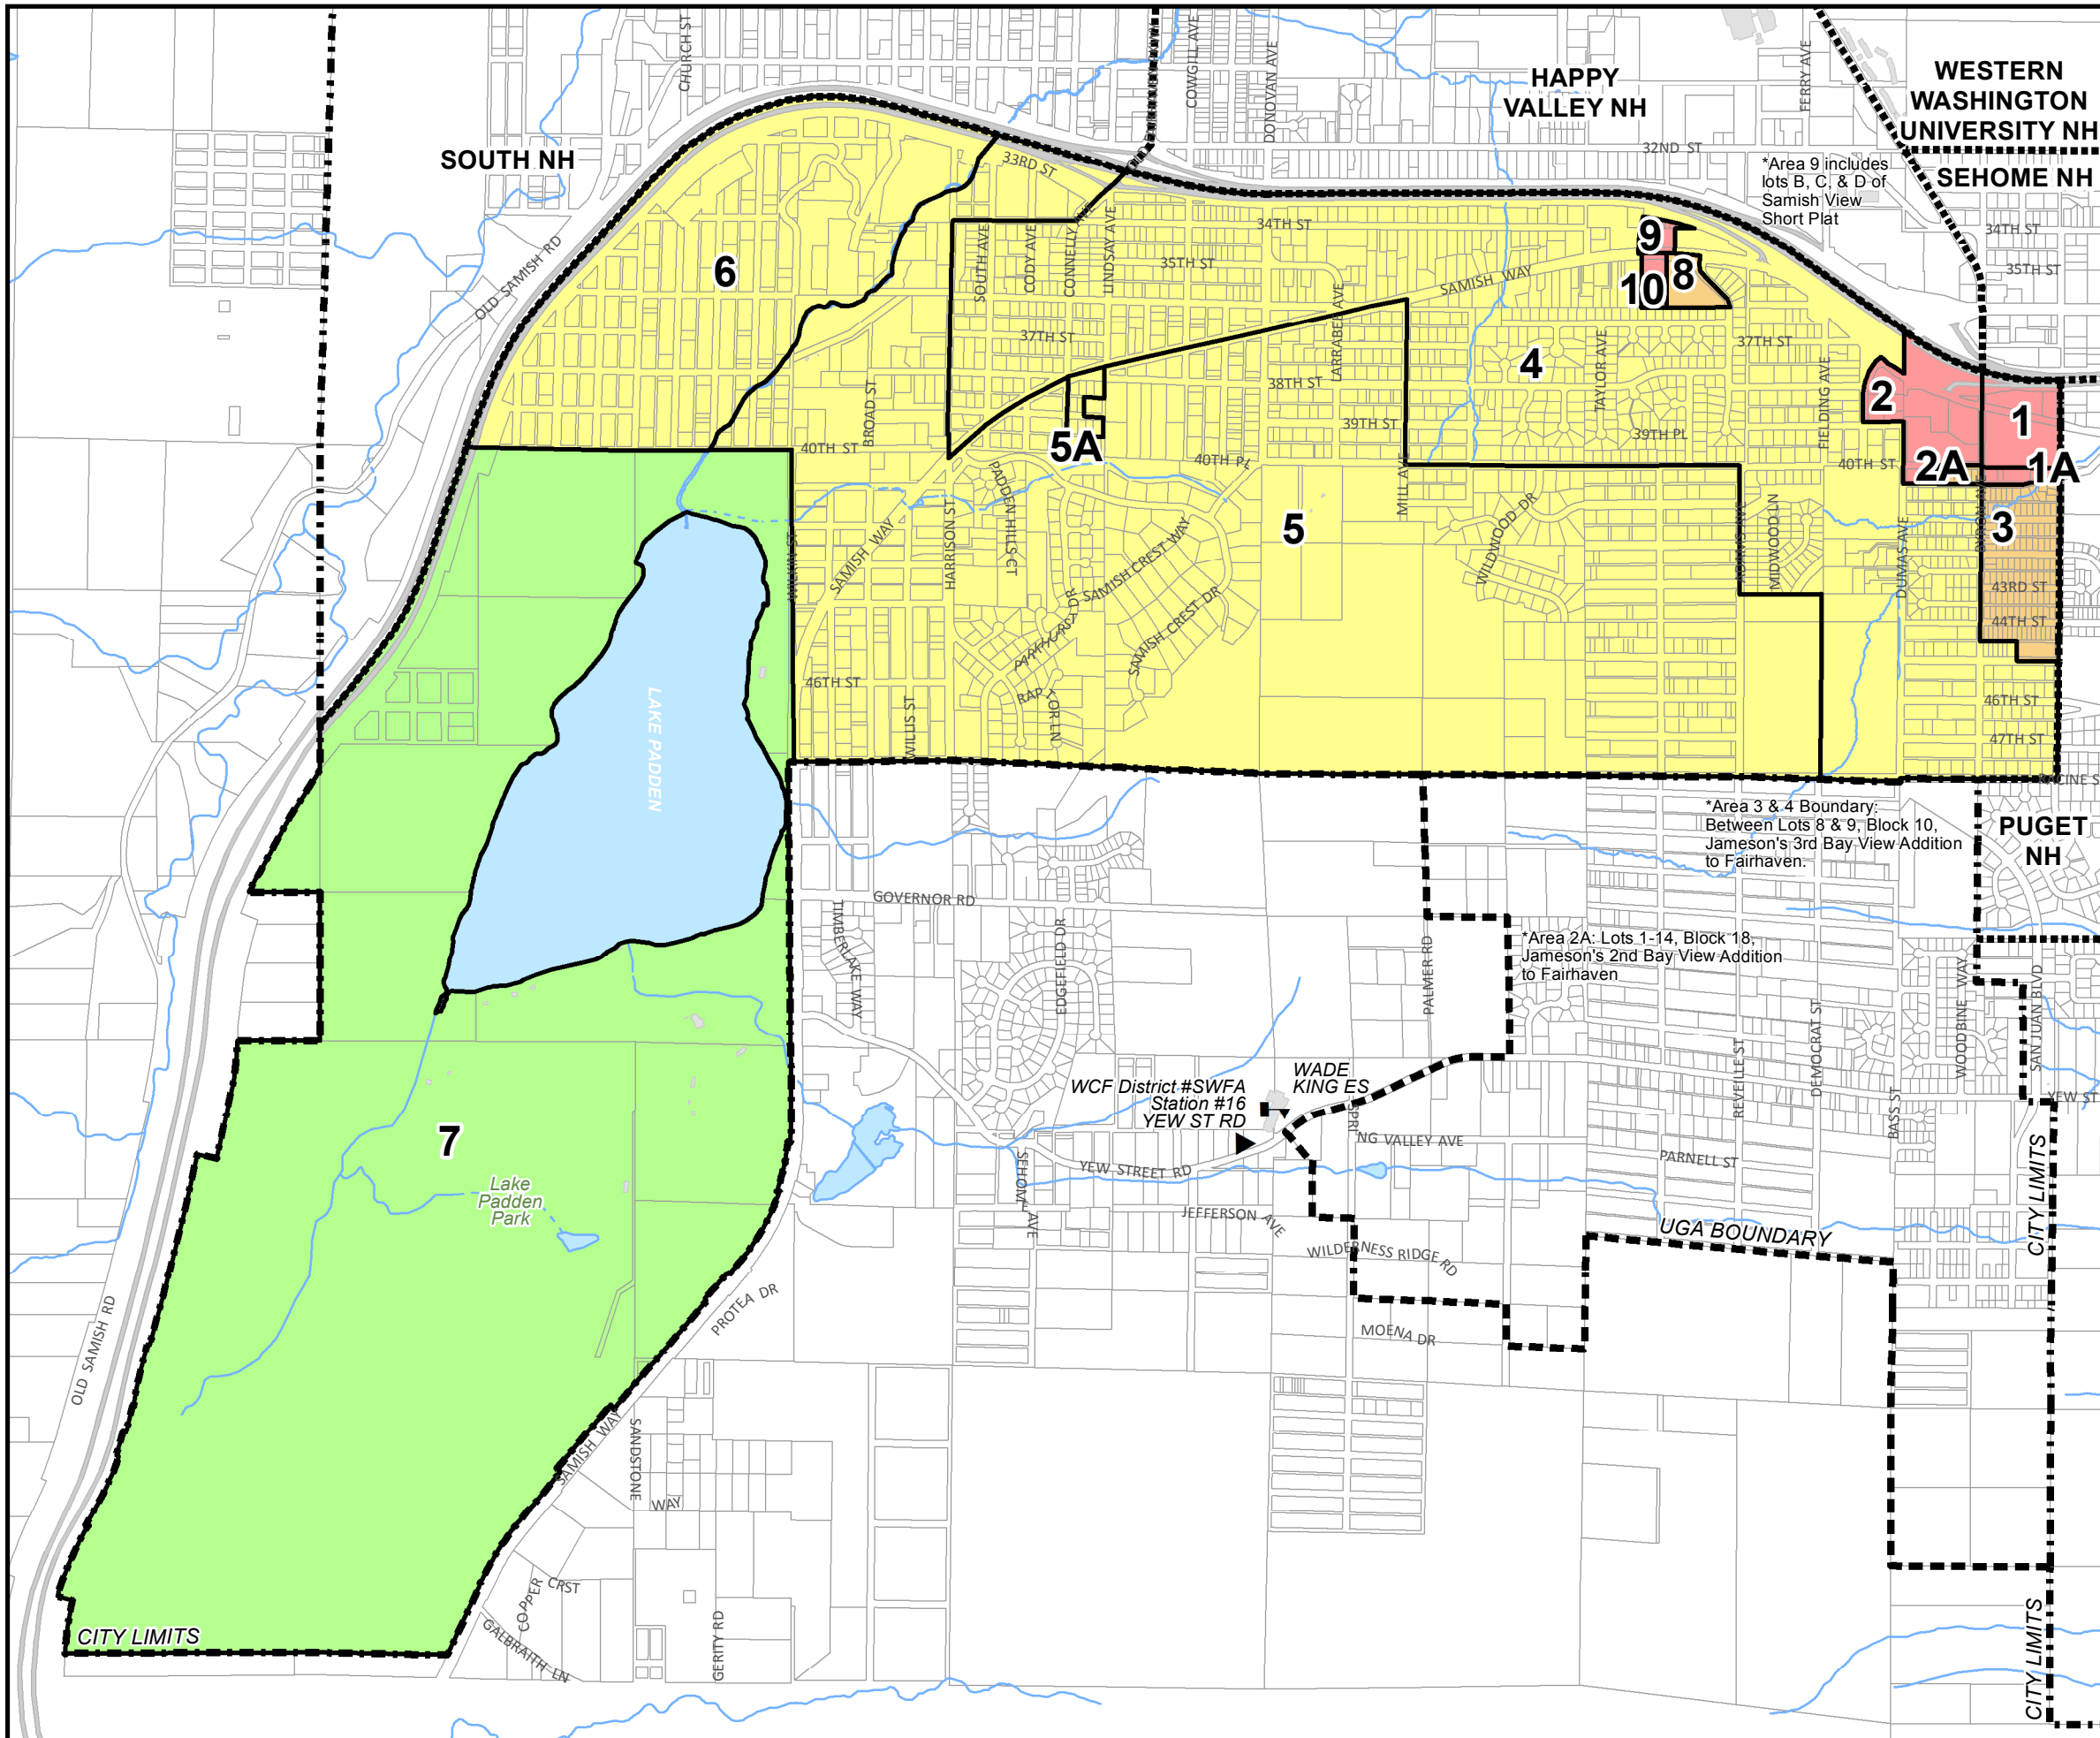 CHURCH ST
COWGILL AVE
DONOVAN AVE
HAPPY
VALLEY NH
FERRY AVE
WESTERN
WASHINGTON
UNIVERSITY NH
SOUTH NH
32ND ST
SEHOME NH
*Area 9 includes
lots B, C, & D of
Samish View
Short Plat
33RD ST
34TH ST
34TH ST
35TH ST
35TH ST
OLD SAMISH RD
6
SOUTH AVE
CODY AVE
CONNELLY AVE
LINDSAY AVE
SAMISH WAY
9
8
10
37TH ST
37TH ST
LARRABEE AVE
4
TAYLOR AVE
FIELDING AVE
38TH ST
2
1
BROAD ST
39TH ST
39TH PL
40TH ST
5A
40TH PL
40TH ST
2A
1A
MILL AVE
PADDEN HILLS CT
HARRISON ST
SAMISH WAY
5
WILDWOOD DR
MIDWOOD LN
DUMAS AVE
3
SAMISH CREST WAY
SAMISH CREST DR
PARKHURST DR
43RD ST
44TH ST
LAKE PADDEN
46TH ST
RAPTOR LN
WILLIS ST
46TH ST
47TH ST
RACINE S
*Area 3 & 4 Boundary:
Between Lots 8 & 9, Block 10,
Jameson's 3rd Bay View Addition
to Fairhaven.
PUGET
NH
GOVERNOR RD
TIMBERLAKE WAY
EDGEFIELD DR
PALMER RD
*Area 2A: Lots 1-14, Block 18,
Jameson's 2nd Bay View Addition
to Fairhaven
WOODBINE WAY
SAN JUAN BLVD
REVEILLE ST
DEMOCRAT ST
BASS ST
YEW ST
WCF District #SWFA
Station #16
YEW ST RD
WADE
KING ES
SPRING VALLEY AVE
7
YEW STREET RD
SEHOME AVE
PARNELL ST
CITY LIMITS
Lake
Padden
Park
JEFFERSON AVE
WILDERNESS RIDGE RD
UGA BOUNDARY
PROTEA DR
MOENA DR
OLD SAMISH RD
SAMISH WAY
SANDSTONE WAY
COPPER CRST
GALBRAITH LN
GERITY RD
CITY LIMITS
CITY LIMITS